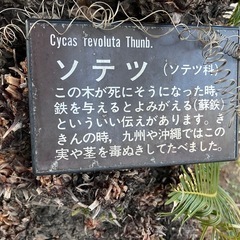 Cycas revoluta Thunb.
ソテツ (ソテツ科)
この木が死にそうになった時,
鉄を与えるとよみがえる(蘇鉄)
といういい伝えがあります。き
きんの時,九州や沖縄ではこの
実や茎を毒ぬきしてたべました。